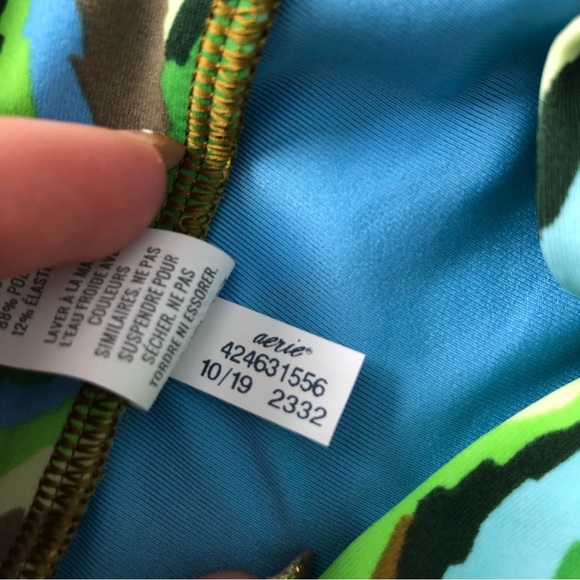 88% PO
12% ÉLAST
LAVER À LA MA
L'EAU FROIDE AV
COULEURS
SIMILAIRES. NE PAS
SUSPENDRE POUR
SÉCHER. NE PAS
TORDRE NI ESSORER.
aerie®
424631556
10/19 2332